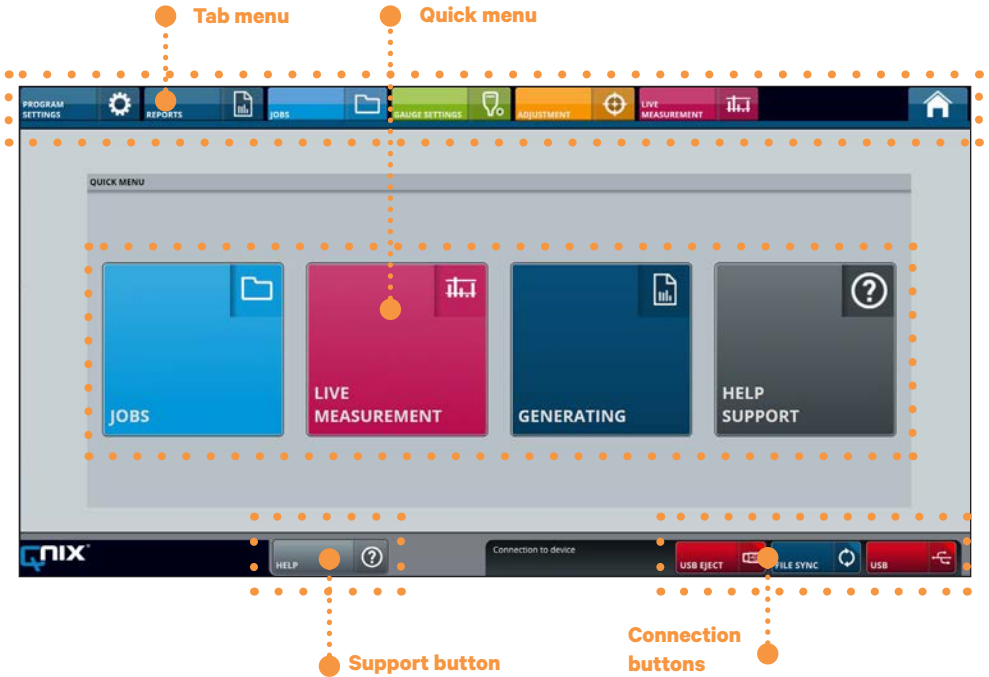 Tab menu
Quick menu
PROGRAM
SETTINGS
REPORTS
JOBS
GAUGE SETTINGS
ADJUSTMENT
LIVE
MEASUREMENT
QUICK MENU
JOBS
LIVE
MEASUREMENT
GENERATING
HELP
SUPPORT
QNIX
HELP
Connection to device
USB EJECT
FILE SYNC
USB
Support button
Connection
buttons